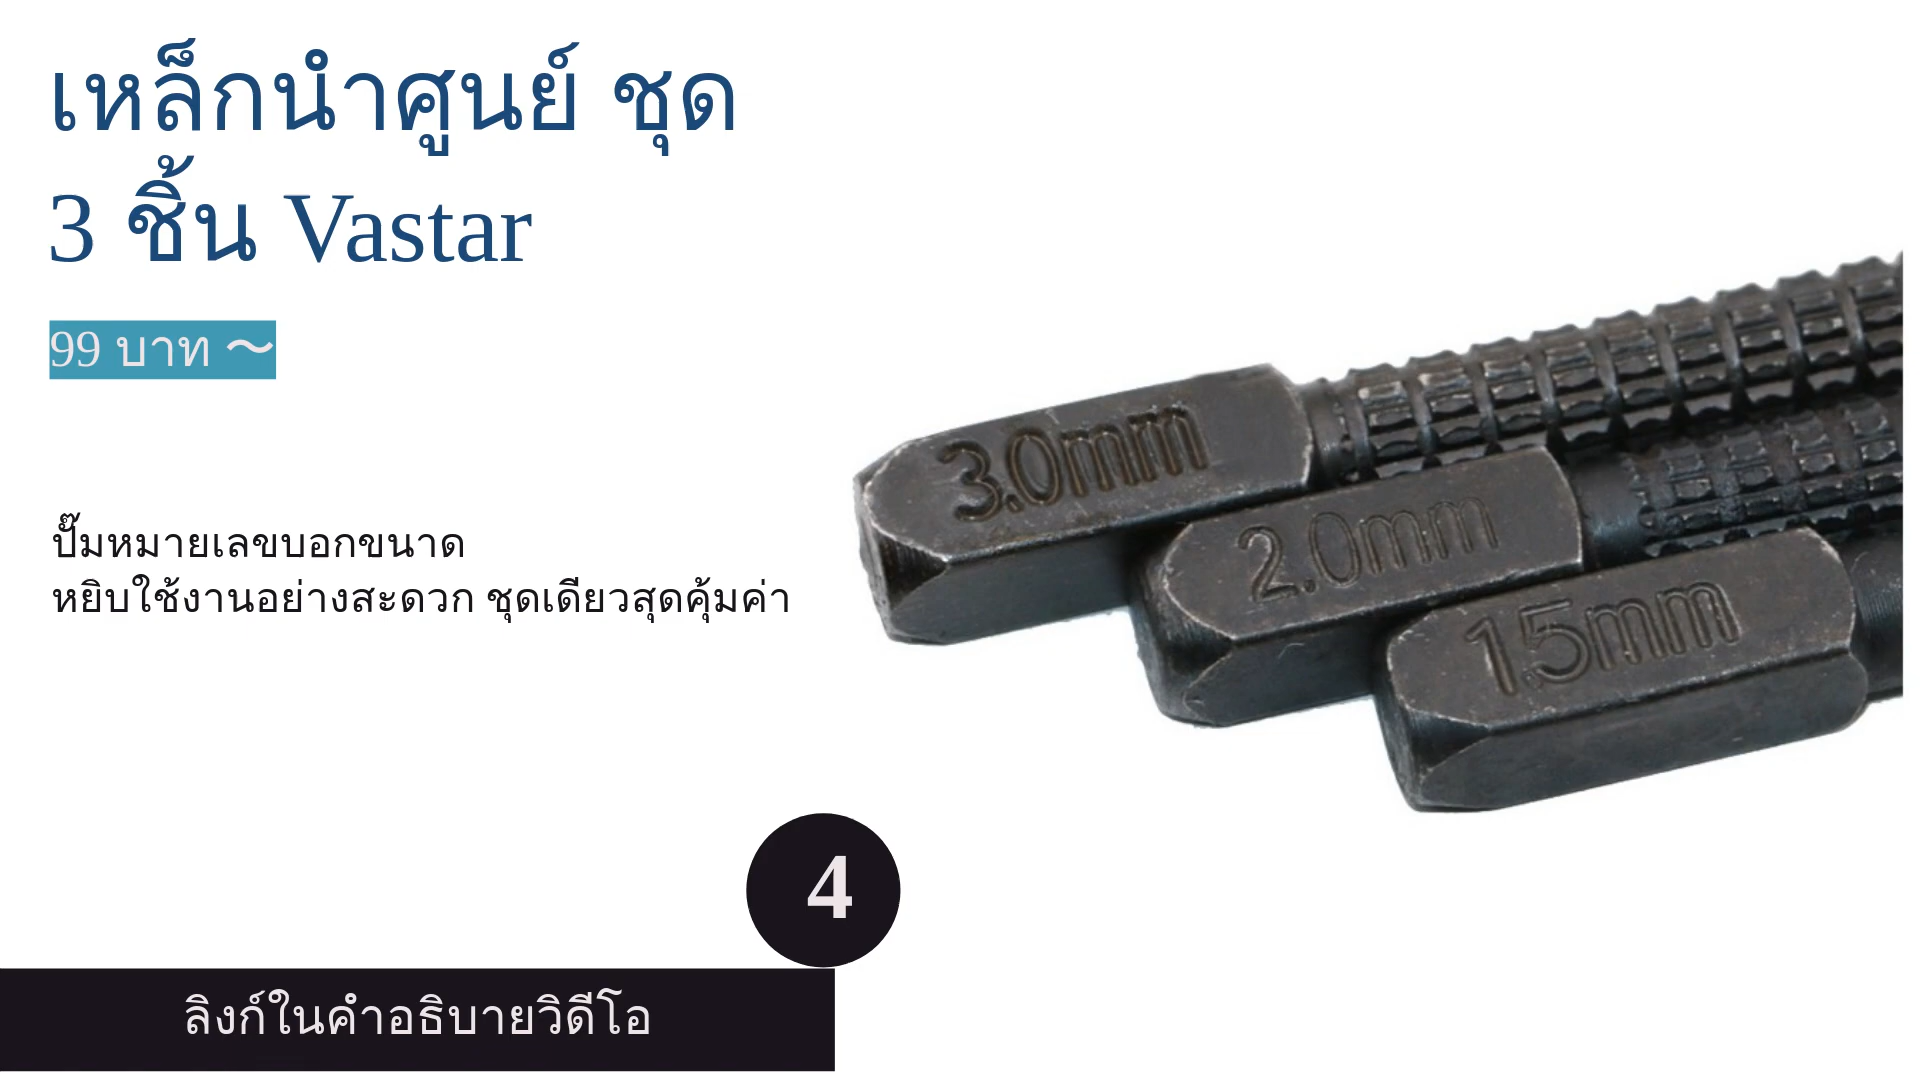 เหล็กนำศูนย์ ชุด
3 ชิ้น Vastar
99 บาท ～
ปั๊มหมายเลขบอกขนาด
หยิบใช้งานอย่างสะดวก ชุดเดียวสุดคุ้มค่า
3.0mm
2.0mm
1.5mm
4
ลิงก์ในคำอธิบายวิดีโอ